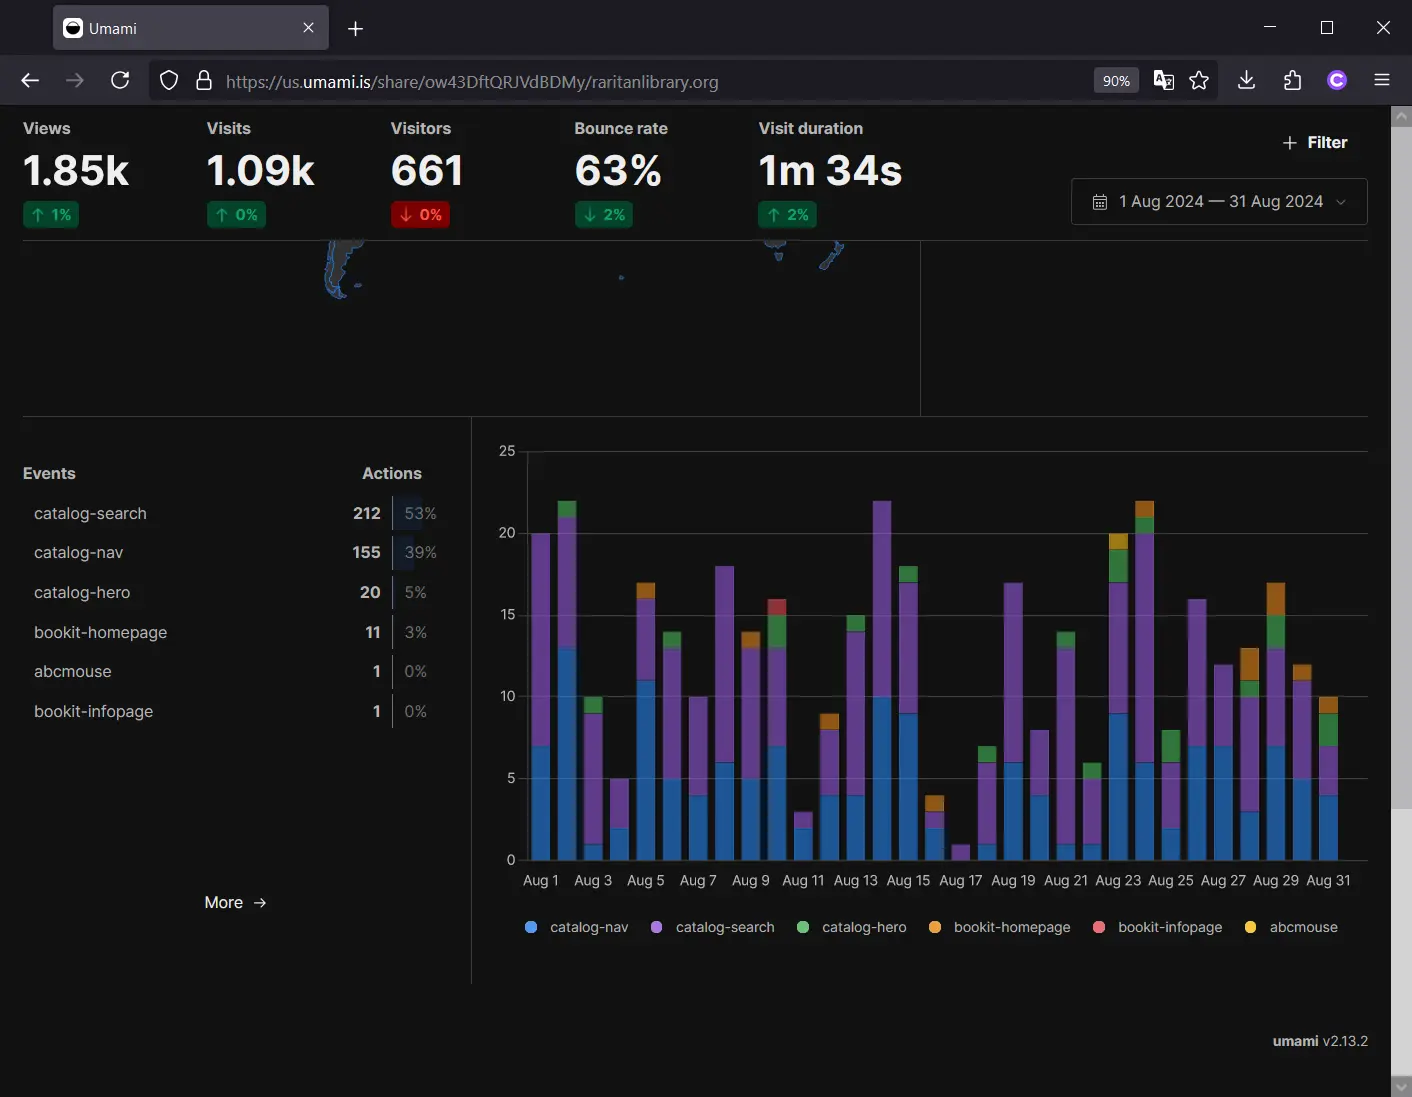 Umami
https://us.umami.is/share/ow43DftQRJVdBDMy/raritanlibrary.org
90%
Views
Visits
Visitors
Bounce rate
Visit duration
1.85k
1.09k
661
63%
1m 34s
↑ 1%
↑ 0%
↓ 0%
↓ 2%
↑ 2%
+ Filter
1 Aug 2024 — 31 Aug 2024
Events Actions
catalog-search 212 53%
catalog-nav 155 39%
catalog-hero 20 5%
bookit-homepage 11 3%
abcmouse 1 0%
bookit-infopage 1 0%
More →
25
20
15
10
5
0
Aug 1 Aug 3 Aug 5 Aug 7 Aug 9 Aug 11 Aug 13 Aug 15 Aug 17 Aug 19 Aug 21 Aug 23 Aug 25 Aug 27 Aug 29 Aug 31
catalog-nav catalog-search catalog-hero bookit-homepage bookit-infopage abcmouse
umami v2.13.2